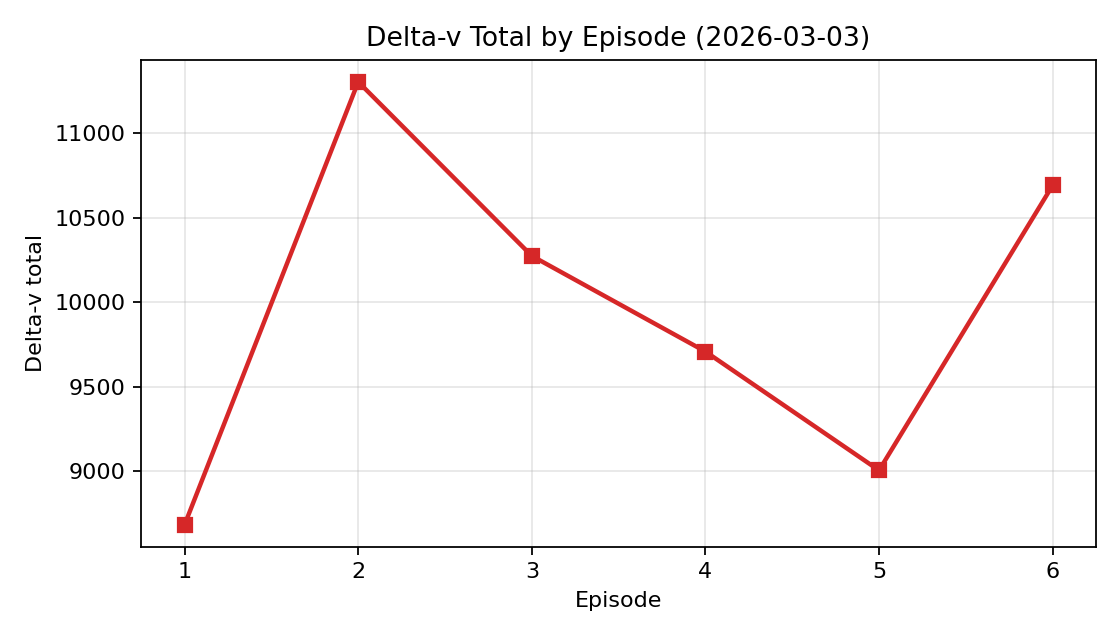 Delta-v Total by Episode (2026-03-03)
Delta-v total
11000
10500
10000
9500
9000
1 2 3 4 5 6
Episode